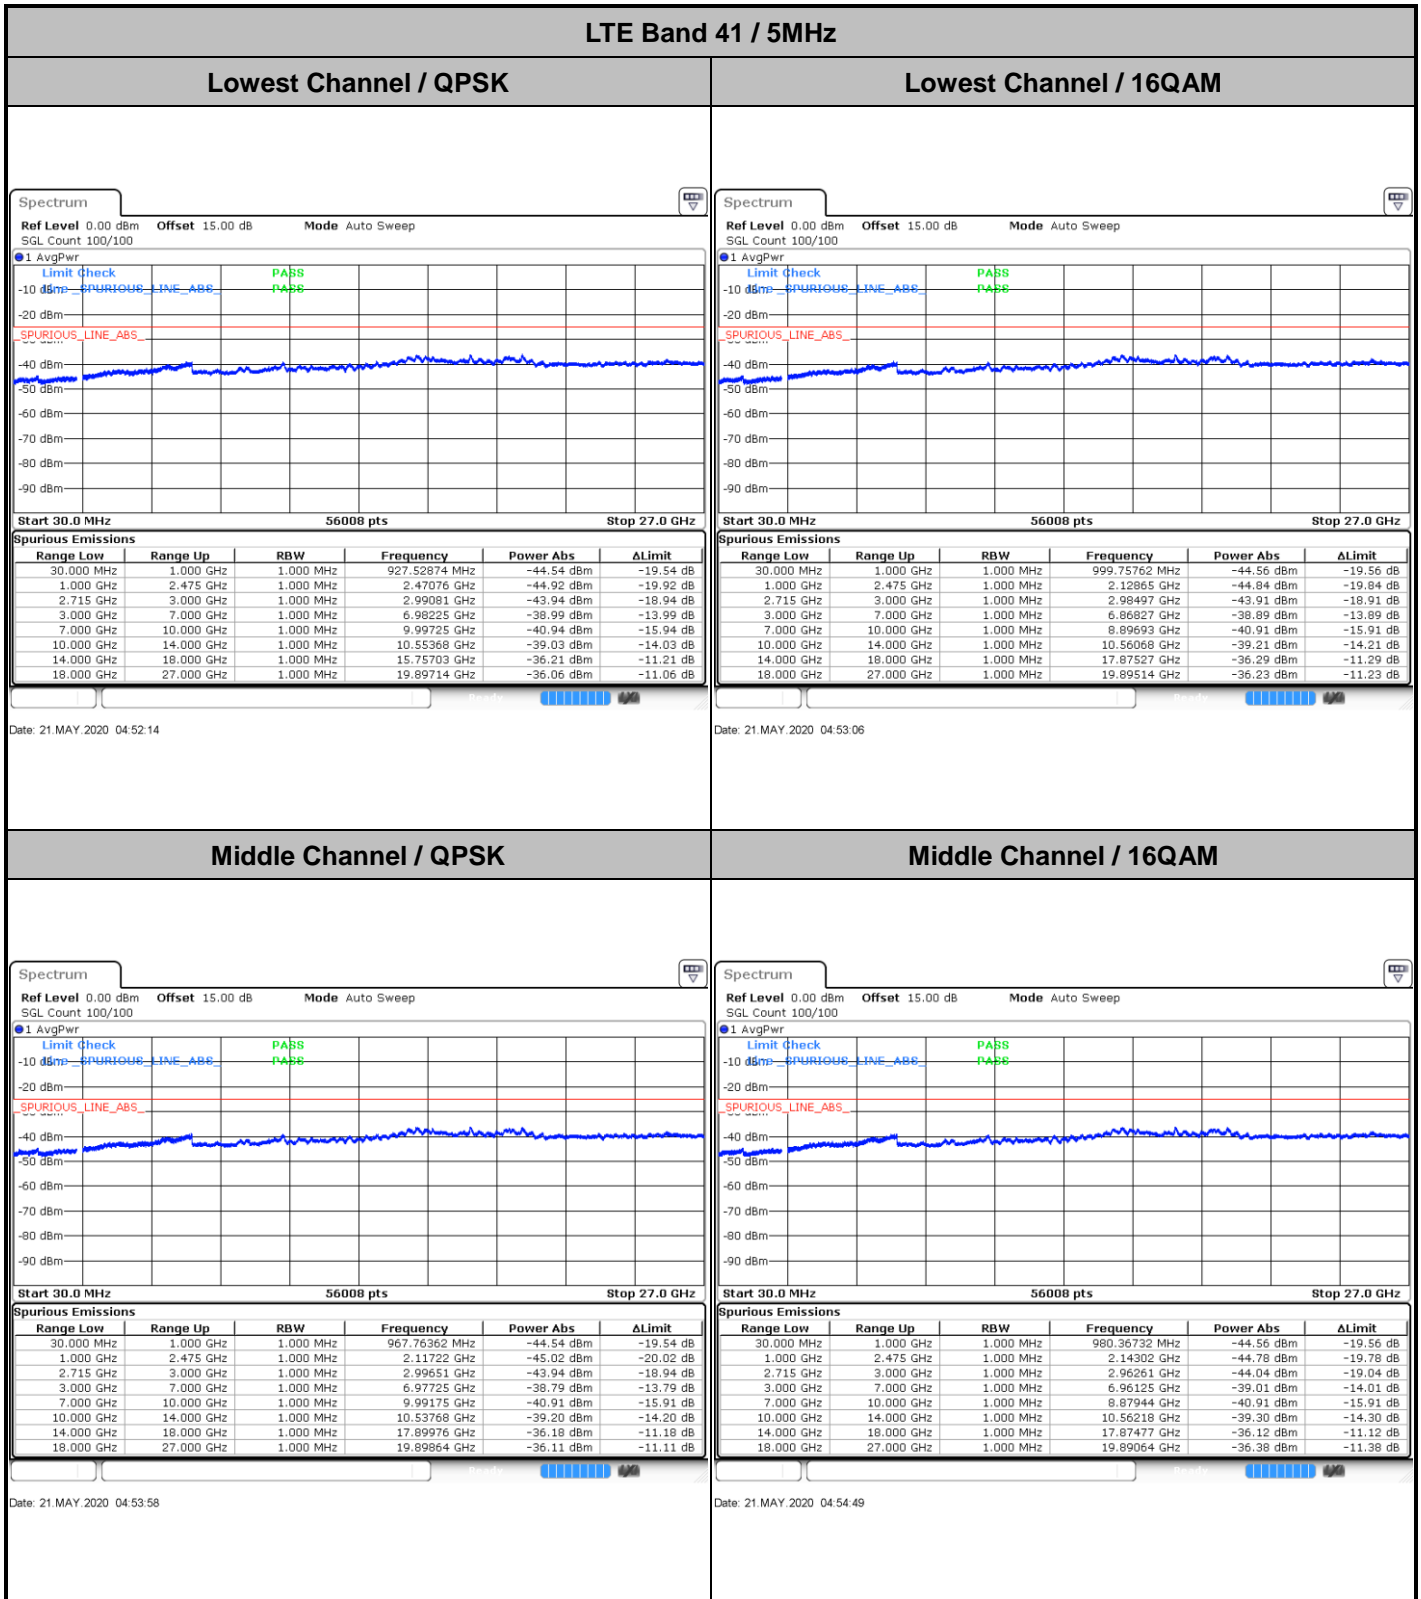 LTE Band 41 / 5MHz
Lowest Channel / QPSK
Lowest Channel / 16QAM
Spectrum
Ref Level 0.00 dBm Offset 15.00 dB Mode Auto Sweep
SGL Count 100/100
1 AvgPwr
Limit Check PASS
Line _SPURIOUS_LINE_ABS_ PASS
-10 dBm
-20 dBm
_SPURIOUS_LINE_ABS_
-40 dBm
-50 dBm
-60 dBm
-70 dBm
-80 dBm
-90 dBm
Start 30.0 MHz 56008 pts Stop 27.0 GHz
Spurious Emissions
Range Low Range Up RBW Frequency Power Abs ΔLimit
30.000 MHz 1.000 GHz 1.000 MHz 927.52874 MHz -44.54 dBm -19.54 dB
1.000 GHz 2.475 GHz 1.000 MHz 2.47076 GHz -44.92 dBm -19.92 dB
2.715 GHz 3.000 GHz 1.000 MHz 2.99081 GHz -43.94 dBm -18.94 dB
3.000 GHz 7.000 GHz 1.000 MHz 6.98225 GHz -38.99 dBm -13.99 dB
7.000 GHz 10.000 GHz 1.000 MHz 9.99725 GHz -40.94 dBm -15.94 dB
10.000 GHz 14.000 GHz 1.000 MHz 10.55368 GHz -39.03 dBm -14.03 dB
14.000 GHz 18.000 GHz 1.000 MHz 15.75703 GHz -36.21 dBm -11.21 dB
18.000 GHz 27.000 GHz 1.000 MHz 19.89714 GHz -36.06 dBm -11.06 dB
Date: 21.MAY.2020 04:52:14
Spectrum
Ref Level 0.00 dBm Offset 15.00 dB Mode Auto Sweep
SGL Count 100/100
1 AvgPwr
Limit Check PASS
Line _SPURIOUS_LINE_ABS_ PASS
-10 dBm
-20 dBm
_SPURIOUS_LINE_ABS_
-40 dBm
-50 dBm
-60 dBm
-70 dBm
-80 dBm
-90 dBm
Start 30.0 MHz 56008 pts Stop 27.0 GHz
Spurious Emissions
Range Low Range Up RBW Frequency Power Abs ΔLimit
30.000 MHz 1.000 GHz 1.000 MHz 999.75762 MHz -44.56 dBm -19.56 dB
1.000 GHz 2.475 GHz 1.000 MHz 2.12865 GHz -44.84 dBm -19.84 dB
2.715 GHz 3.000 GHz 1.000 MHz 2.98497 GHz -43.91 dBm -18.91 dB
3.000 GHz 7.000 GHz 1.000 MHz 6.86827 GHz -38.89 dBm -13.89 dB
7.000 GHz 10.000 GHz 1.000 MHz 8.89693 GHz -40.91 dBm -15.91 dB
10.000 GHz 14.000 GHz 1.000 MHz 10.56068 GHz -39.21 dBm -14.21 dB
14.000 GHz 18.000 GHz 1.000 MHz 17.87527 GHz -36.29 dBm -11.29 dB
18.000 GHz 27.000 GHz 1.000 MHz 19.89514 GHz -36.23 dBm -11.23 dB
Date: 21.MAY.2020 04:53:06
Middle Channel / QPSK
Middle Channel / 16QAM
Spectrum
Ref Level 0.00 dBm Offset 15.00 dB Mode Auto Sweep
SGL Count 100/100
1 AvgPwr
Limit Check PASS
Line _SPURIOUS_LINE_ABS_ PASS
-10 dBm
-20 dBm
_SPURIOUS_LINE_ABS_
-40 dBm
-50 dBm
-60 dBm
-70 dBm
-80 dBm
-90 dBm
Start 30.0 MHz 56008 pts Stop 27.0 GHz
Spurious Emissions
Range Low Range Up RBW Frequency Power Abs ΔLimit
30.000 MHz 1.000 GHz 1.000 MHz 967.76362 MHz -44.54 dBm -19.54 dB
1.000 GHz 2.475 GHz 1.000 MHz 2.11722 GHz -45.02 dBm -20.02 dB
2.715 GHz 3.000 GHz 1.000 MHz 2.99651 GHz -43.94 dBm -18.94 dB
3.000 GHz 7.000 GHz 1.000 MHz 6.97725 GHz -38.79 dBm -13.79 dB
7.000 GHz 10.000 GHz 1.000 MHz 9.99175 GHz -40.91 dBm -15.91 dB
10.000 GHz 14.000 GHz 1.000 MHz 10.53768 GHz -39.20 dBm -14.20 dB
14.000 GHz 18.000 GHz 1.000 MHz 17.89976 GHz -36.18 dBm -11.18 dB
18.000 GHz 27.000 GHz 1.000 MHz 19.89864 GHz -36.11 dBm -11.11 dB
Date: 21.MAY.2020 04:53:58
Spectrum
Ref Level 0.00 dBm Offset 15.00 dB Mode Auto Sweep
SGL Count 100/100
1 AvgPwr
Limit Check PASS
Line _SPURIOUS_LINE_ABS_ PASS
-10 dBm
-20 dBm
_SPURIOUS_LINE_ABS_
-40 dBm
-50 dBm
-60 dBm
-70 dBm
-80 dBm
-90 dBm
Start 30.0 MHz 56008 pts Stop 27.0 GHz
Spurious Emissions
Range Low Range Up RBW Frequency Power Abs ΔLimit
30.000 MHz 1.000 GHz 1.000 MHz 980.36732 MHz -44.56 dBm -19.56 dB
1.000 GHz 2.475 GHz 1.000 MHz 2.14302 GHz -44.78 dBm -19.78 dB
2.715 GHz 3.000 GHz 1.000 MHz 2.96261 GHz -44.04 dBm -19.04 dB
3.000 GHz 7.000 GHz 1.000 MHz 6.96125 GHz -39.01 dBm -14.01 dB
7.000 GHz 10.000 GHz 1.000 MHz 8.87944 GHz -40.91 dBm -15.91 dB
10.000 GHz 14.000 GHz 1.000 MHz 10.56218 GHz -39.30 dBm -14.30 dB
14.000 GHz 18.000 GHz 1.000 MHz 17.87477 GHz -36.12 dBm -11.12 dB
18.000 GHz 27.000 GHz 1.000 MHz 19.89064 GHz -36.38 dBm -11.38 dB
Date: 21.MAY.2020 04:54:49